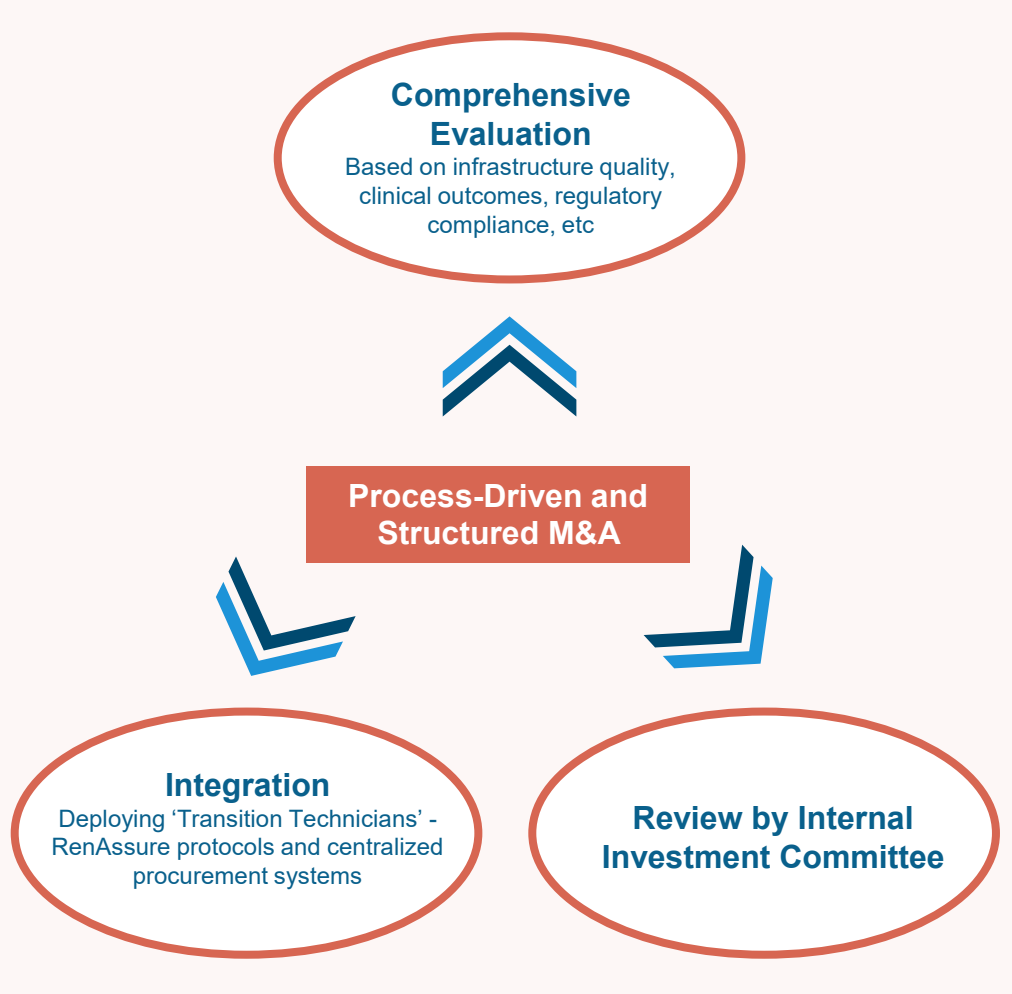 Comprehensive
Evaluation
Based on infrastructure quality,
clinical outcomes, regulatory
compliance, etc
Process-Driven and
Structured M&A
Integration
Deploying ‘Transition Technicians’ -
RenAssure protocols and centralized
procurement systems
Review by Internal
Investment Committee